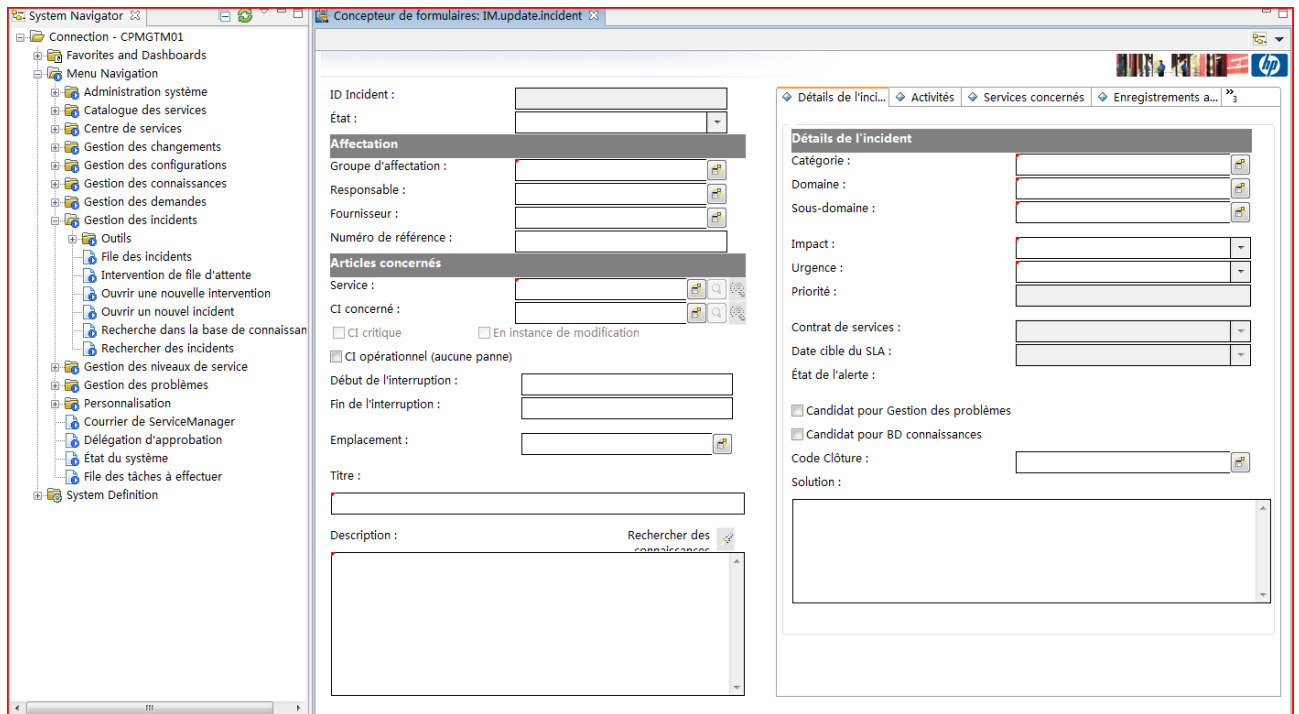 System Navigator
Connection - CPMGTM01
Favorites and Dashboards
Menu Navigation
Administration système
Catalogue des services
Centre de services
Gestion des changements
Gestion des configurations
Gestion des connaissances
Gestion des demandes
Gestion des incidents
Outils
File des incidents
Intervention de file d'attente
Ouvrir une nouvelle intervention
Ouvrir un nouvel incident
Recherche dans la base de connaissan
Rechercher des incidents
Gestion des niveaux de service
Gestion des problèmes
Personnalisation
Courrier de ServiceManager
Délégation d'approbation
État du système
File des tâches à effectuer
System Definition
Concepteur de formulaires: IM.update.incident
hp
ID Incident :
État :
Affectation
Groupe d'affectation :
Responsable :
Fournisseur :
Numéro de référence :
Articles concernés
Service :
CI concerné :
CI critique En instance de modification
CI opérationnel (aucune panne)
Début de l'interruption :
Fin de l'interruption :
Emplacement :
Titre :
Description : Rechercher des
connaissances
Détails de l'inci... Activités Services concernés Enregistrements a... »3
Détails de l'incident
Catégorie :
Domaine :
Sous-domaine :
Impact :
Urgence :
Priorité :
Contrat de services :
Date cible du SLA :
État de l'alerte :
Candidat pour Gestion des problèmes
Candidat pour BD connaissances
Code Clôture :
Solution :